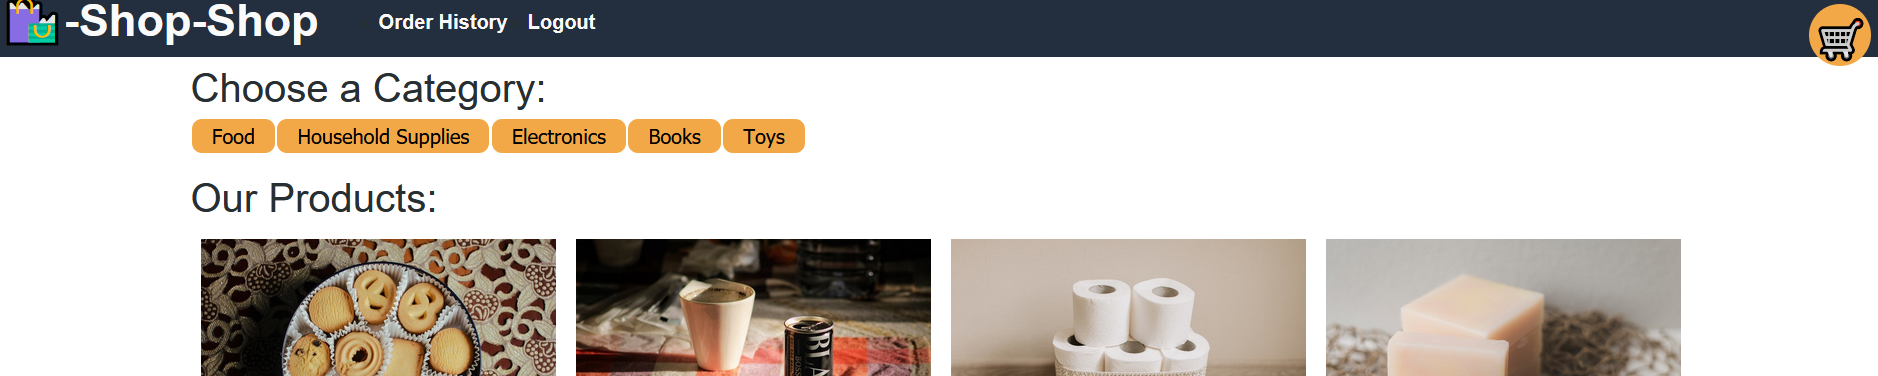 -Shop-Shop
Order History Logout
Choose a Category:
Food Household Supplies Electronics Books Toys
Our Products: